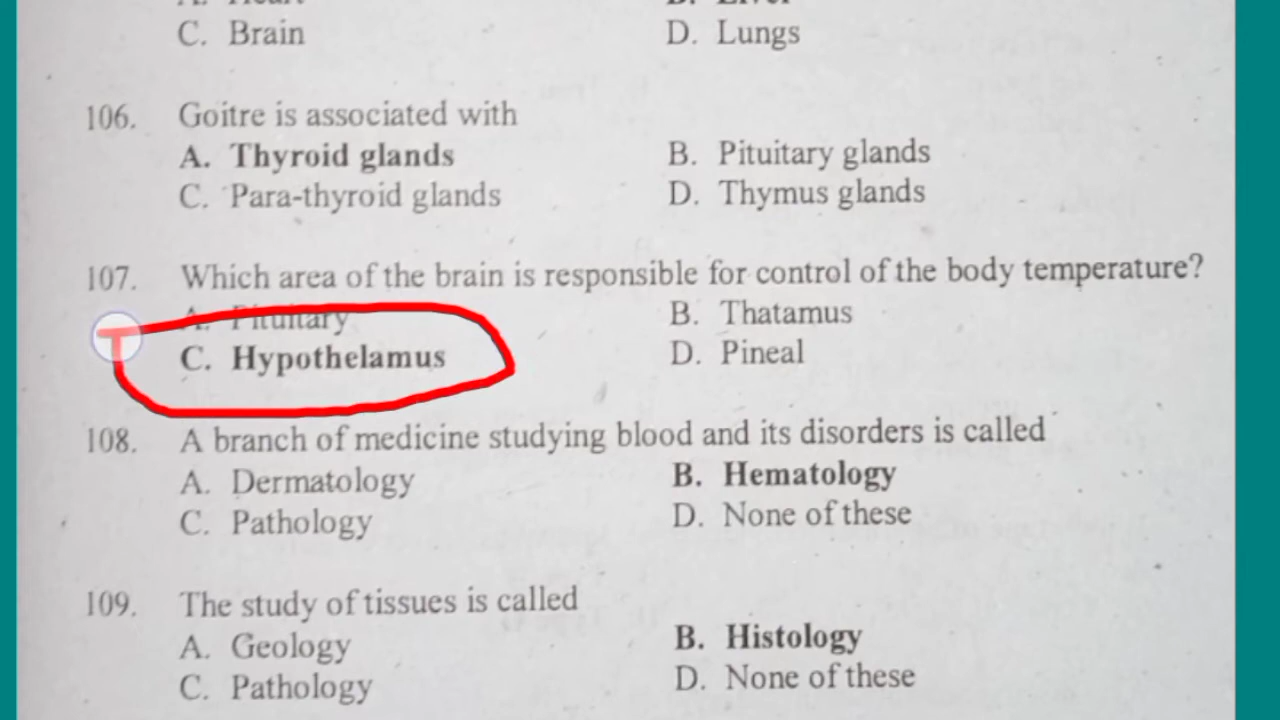 C. Brain D. Lungs
106. Goitre is associated with
A. Thyroid glands B. Pituitary glands
C. Para-thyroid glands D. Thymus glands
107. Which area of the brain is responsible for control of the body temperature?
A. Pituitary B. Thatamus
C. Hypothelamus D. Pineal
108. A branch of medicine studying blood and its disorders is called
A. Dermatology B. Hematology
C. Pathology D. None of these
109. The study of tissues is called
A. Geology B. Histology
C. Pathology D. None of these